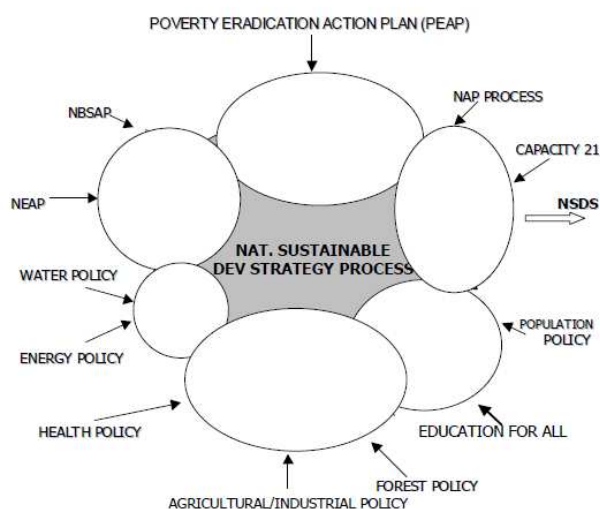 POVERTY ERADICATION ACTION PLAN (PEAP)
NBSAP
NAP PROCESS
CAPACITY 21
NEAP
NSDS
NAT. SUSTAINABLE
DEV STRATEGY PROCESS
WATER POLICY
POPULATION
POLICY
ENERGY POLICY
HEALTH POLICY
EDUCATION FOR ALL
FOREST POLICY
AGRICULTURAL/INDUSTRIAL POLICY